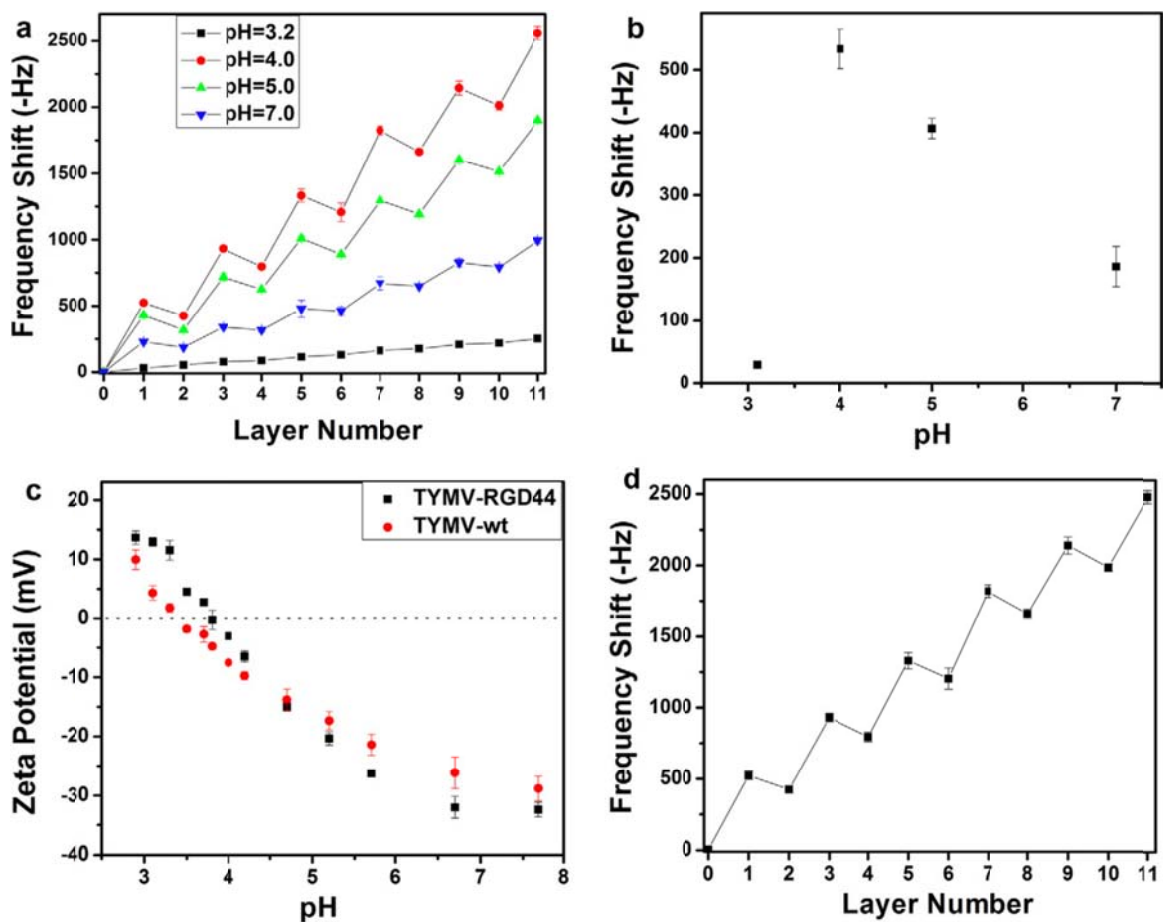 a
pH=3.2
pH=4.0
pH=5.0
pH=7.0
2500
2000
1500
1000
500
0
Frequency Shift (-Hz)
0 1 2 3 4 5 6 7 8 9 10 11
Layer Number
b
500
400
300
200
100
0
Frequency Shift (-Hz)
3 4 5 6 7
pH
c
TYMV-RGD44
TYMV-wt
20
10
0
-10
-20
-30
-40
Zeta Potential (mV)
3 4 5 6 7 8
pH
d
2500
2000
1500
1000
500
0
Frequency Shift (-Hz)
0 1 2 3 4 5 6 7 8 9 10 11
Layer Number